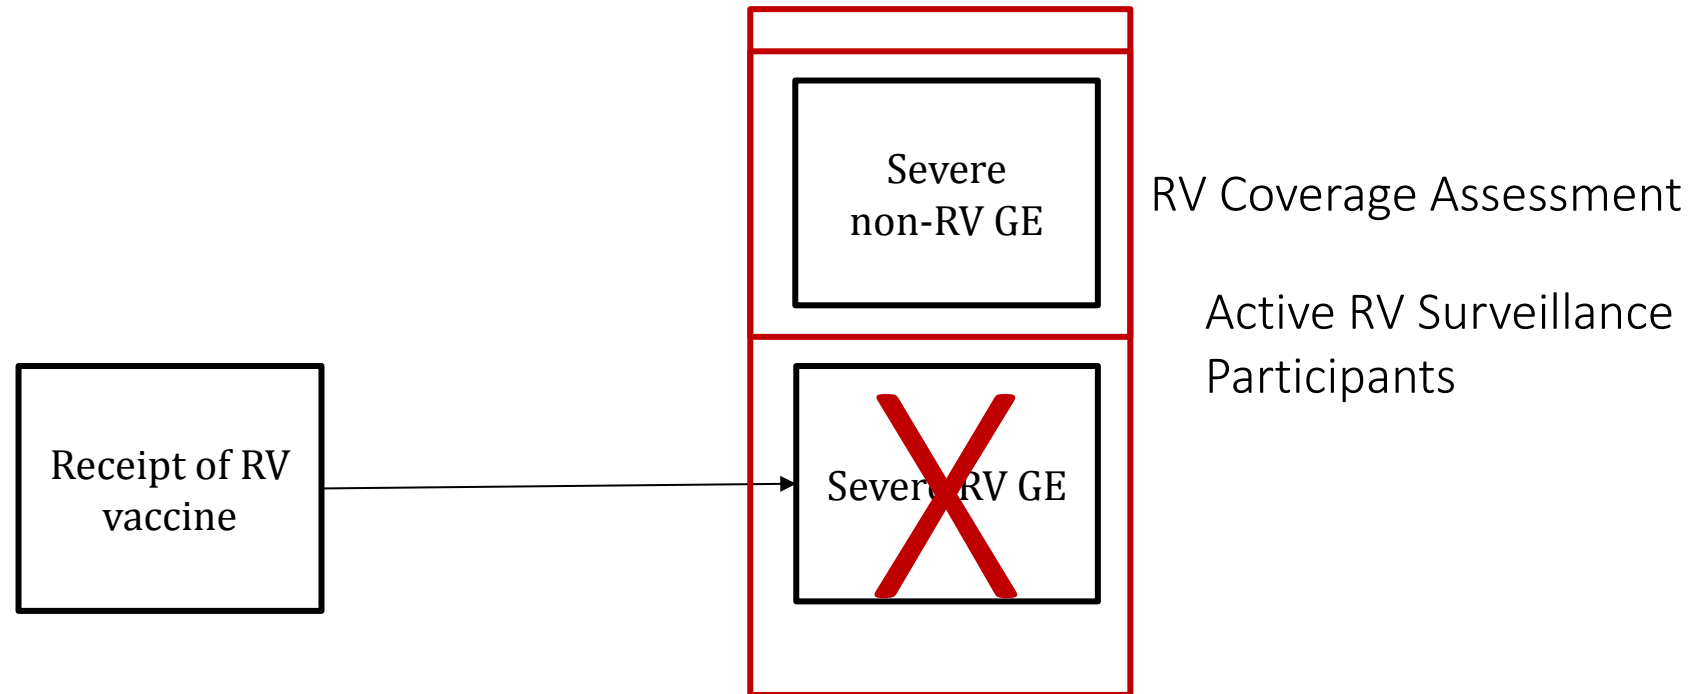 Severe
non-RV GE
RV Coverage Assessment
Active RV Surveillance
Participants
Receipt of RV
vaccine
Severe RV GE